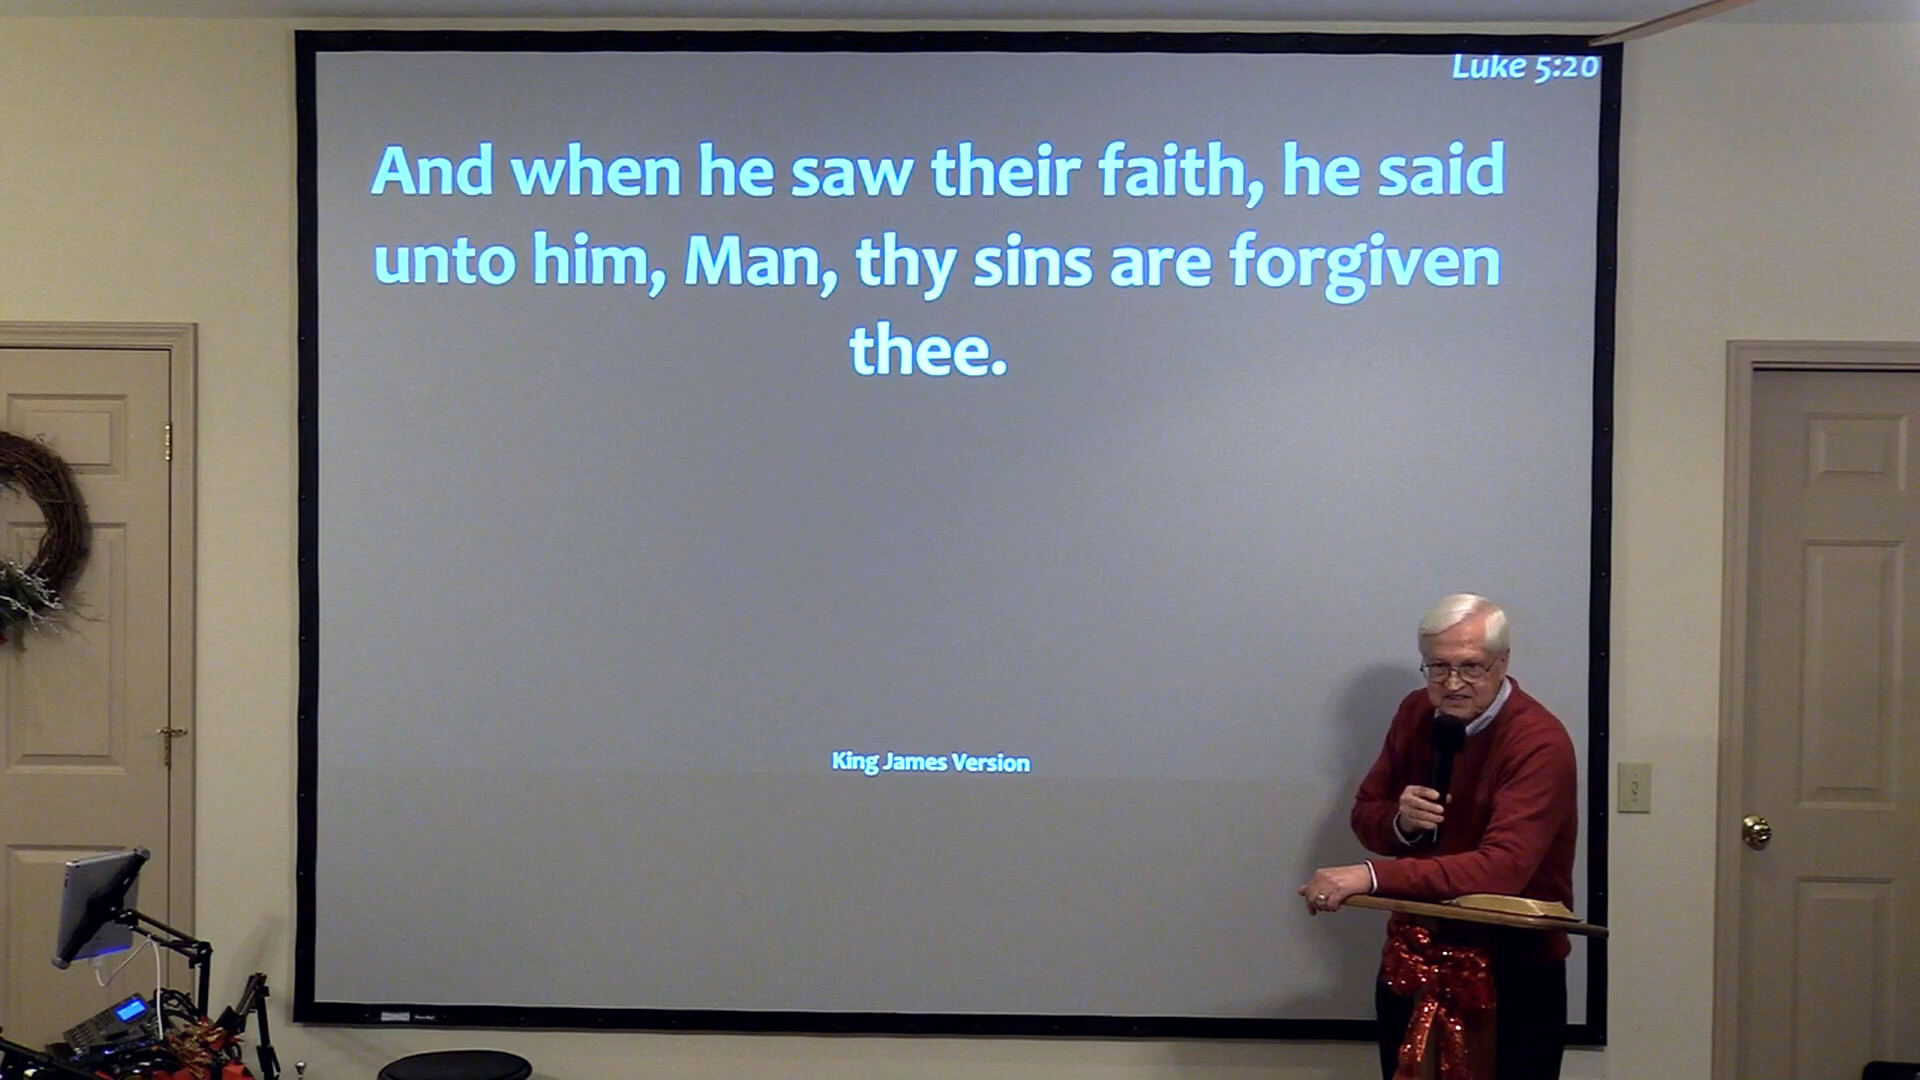 Luke 5:20
And when he saw their faith, he said
unto him, Man, thy sins are forgiven
thee.
King James Version